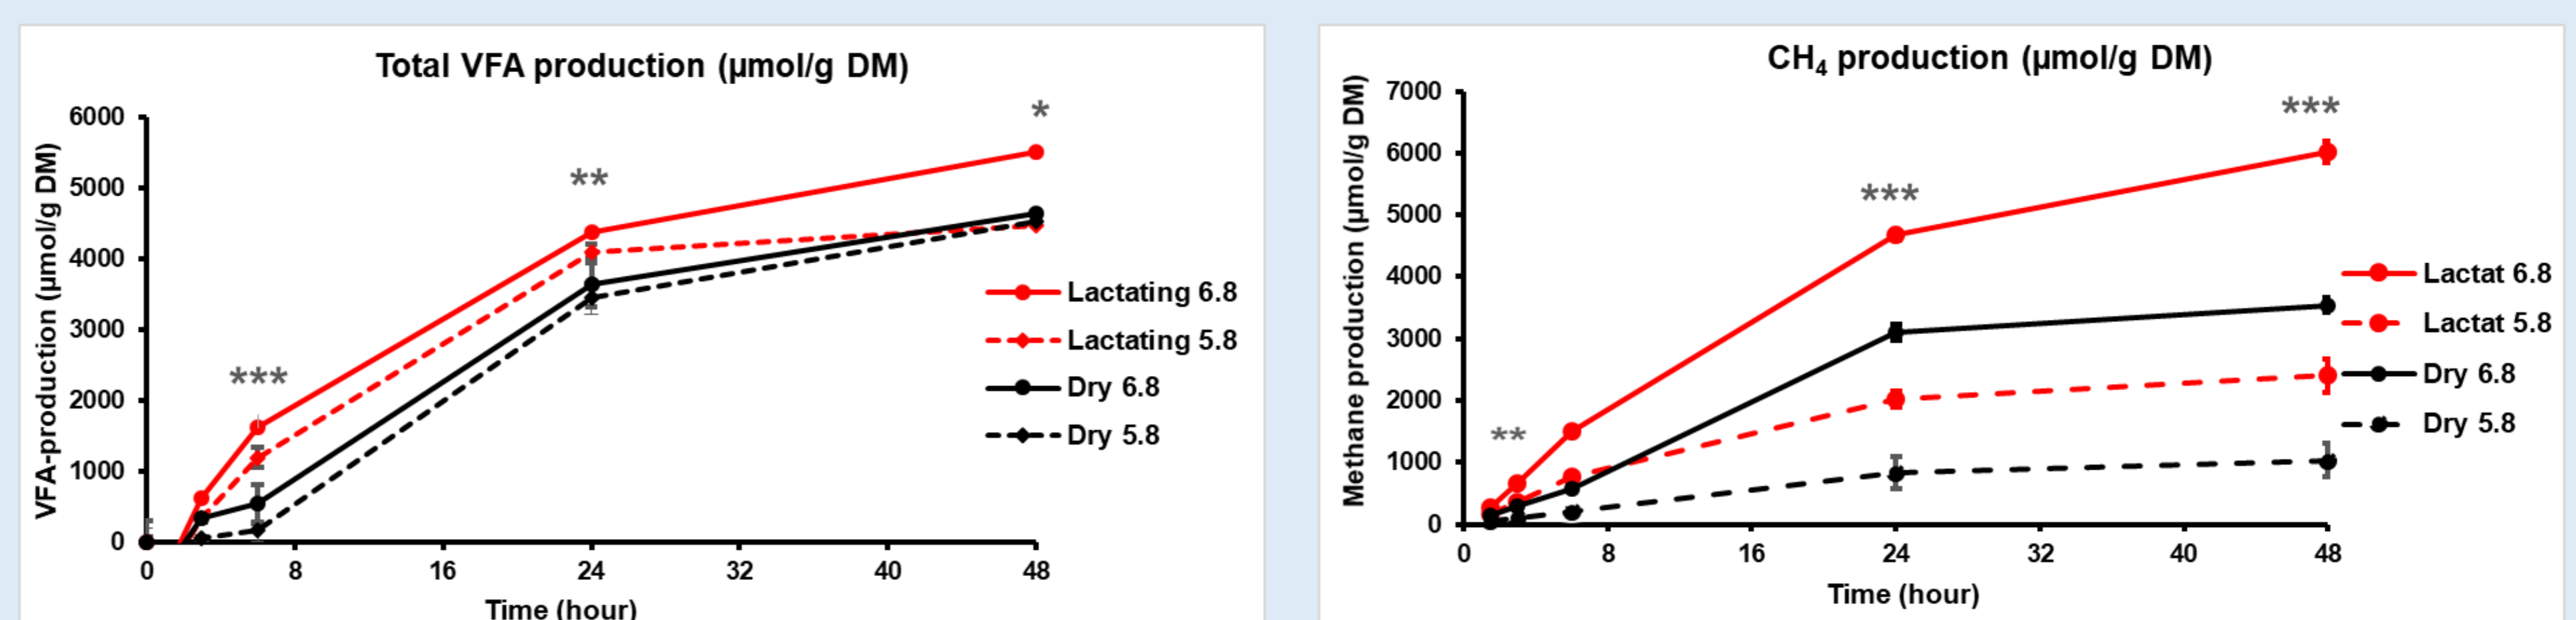 Total VFA production (µmol/g DM)
VFA-production (µmol/g DM)
6000
5000
4000
3000
2000
1000
0
***
**
*
0 8 16 24 32 40 48
Time (hour)
Lactating 6.8
Lactating 5.8
Dry 6.8
Dry 5.8
CH₄ production (µmol/g DM)
Methane production (µmol/g DM)
7000
6000
5000
4000
3000
2000
1000
0
**
***
***
0 8 16 24 32 40 48
Time (hour)
Lactat 6.8
Lactat 5.8
Dry 6.8
Dry 5.8